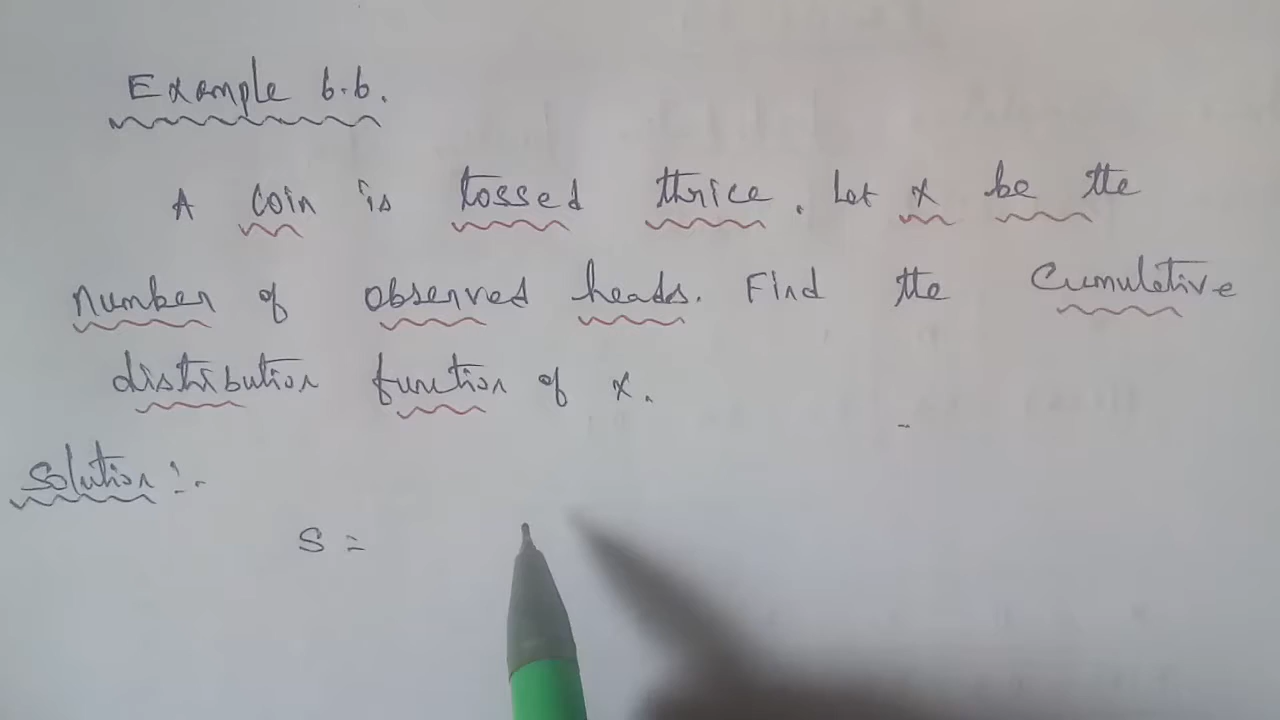 Example 6.6.
A coin is tossed thrice. Let x be the
number of observed heads. Find the Cumulative
distribution function of x.
Solution :-
S =